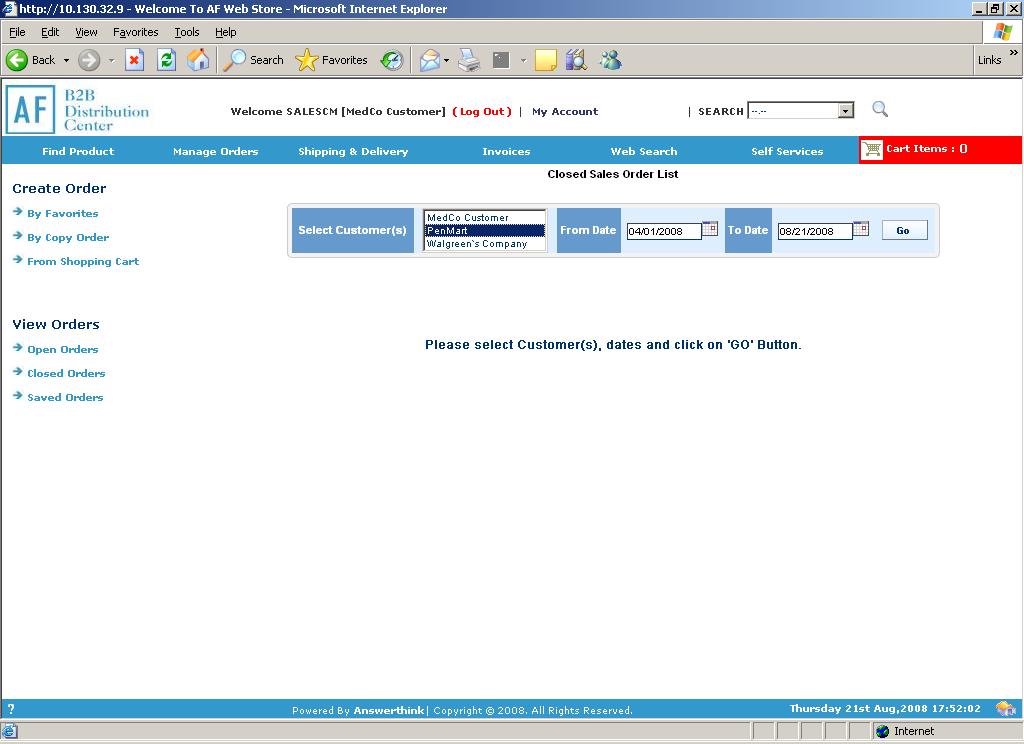 http://10.130.32.9 - Welcome To AF Web Store - Microsoft Internet Explorer
File Edit View Favorites Tools Help
Back Search Favorites Links »
AF B2B Distribution Center
Welcome SALESCM [MedCo Customer] ( Log Out ) | My Account | SEARCH --.--
Find Product Manage Orders Shipping & Delivery Invoices Web Search Self Services Cart Items : 0
Closed Sales Order List
Create Order
By Favorites
By Copy Order
From Shopping Cart
Select Customer(s)
MedCo Customer
PenMart
Walgreen`s Company
From Date 04/01/2008 To Date 08/21/2008 Go
View Orders
Open Orders
Closed Orders
Saved Orders
Please select Customer(s), dates and click on 'GO' Button.
? Powered By Answerthink | Copyright © 2008. All Rights Reserved. Thursday 21st Aug,2008 17:52:02
Internet